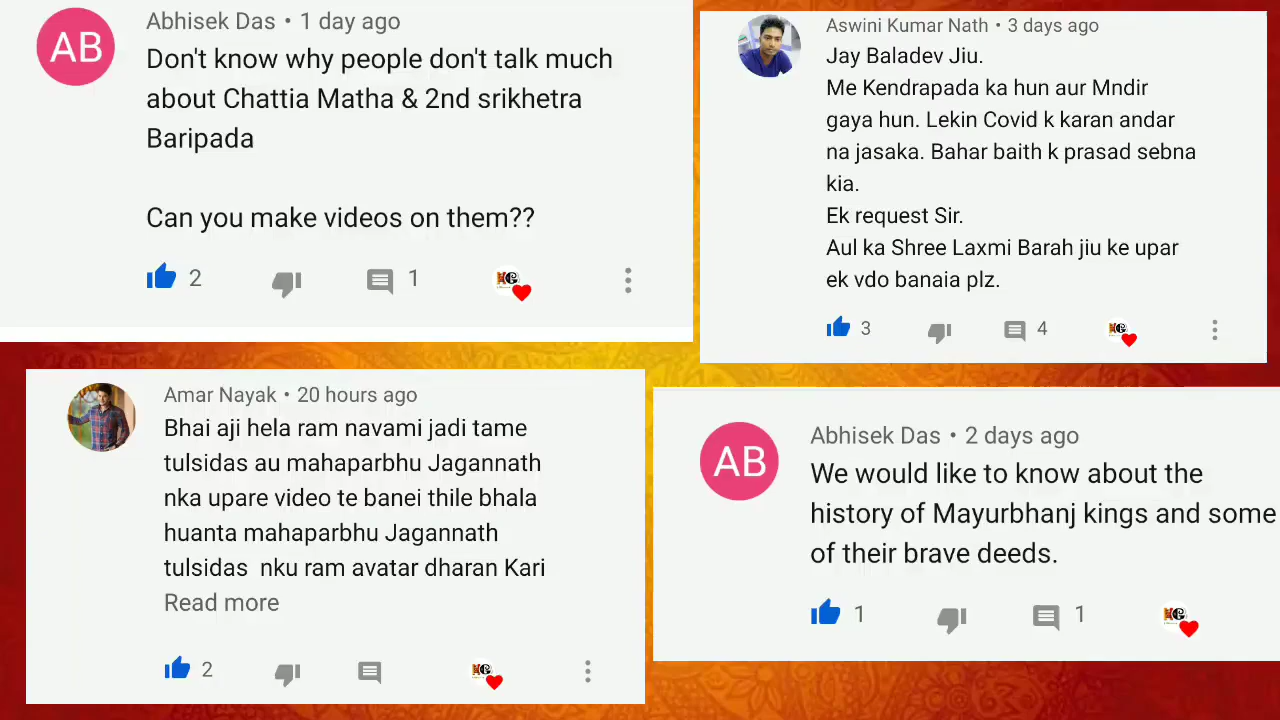 AB
Abhisek Das • 1 day ago
Don't know why people don't talk much
about Chattia Matha & 2nd srikhetra
Baripada
Can you make videos on them??
2
1
Aswini Kumar Nath • 3 days ago
Jay Baladev Jiu.
Me Kendrapada ka hun aur Mndir
gaya hun. Lekin Covid k karan andar
na jasaka. Bahar baith k prasad sebna
kia.
Ek request Sir.
Aul ka Shree Laxmi Barah jiu ke upar
ek vdo banaia plz.
3
4
Amar Nayak • 20 hours ago
Bhai aji hela ram navami jadi tame
tulsidas au mahaparbhu Jagannath
nka upare video te banei thile bhala
huanta mahaparbhu Jagannath
tulsidas nku ram avatar dharan Kari
Read more
2
AB
Abhisek Das • 2 days ago
We would like to know about the
history of Mayurbhanj kings and some
of their brave deeds.
1
1